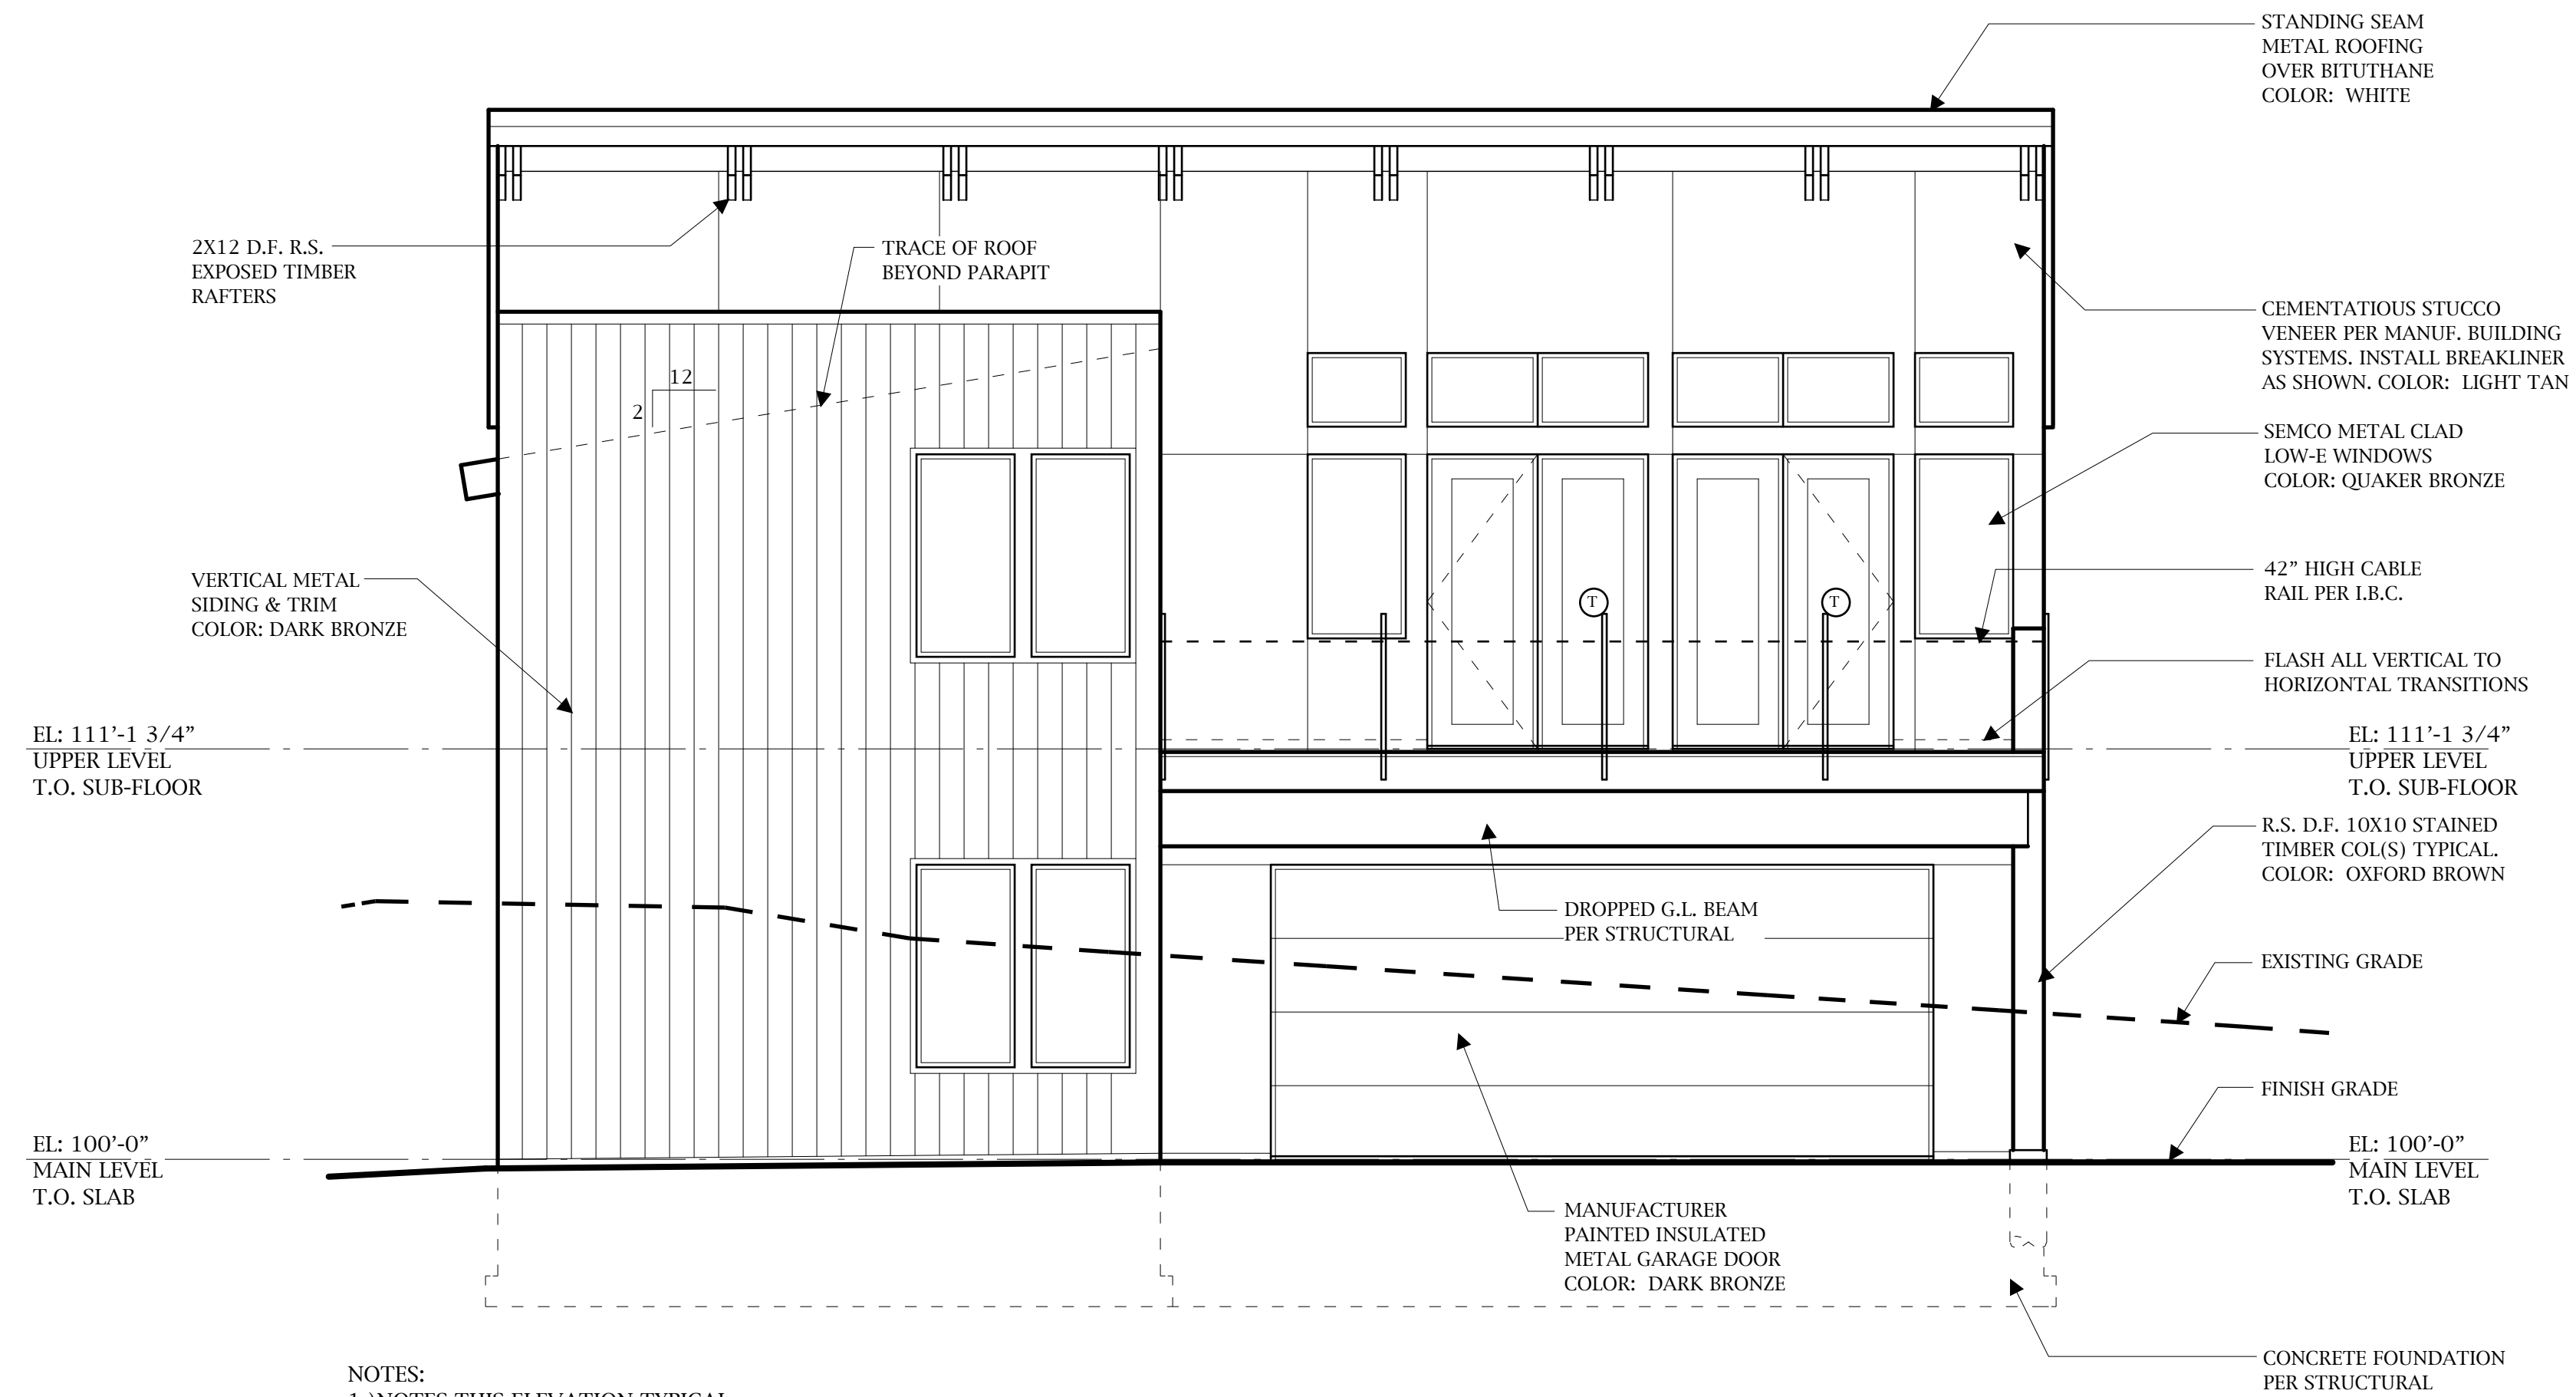 STANDING SEAM
METAL ROOFING
OVER BITUTHANE
COLOR: WHITE
2X12 D.F. R.S.
EXPOSED TIMBER
RAFTERS
TRACE OF ROOF
BEYOND PARAPIT
12
2
CEMENTATIOUS STUCCO
VENEER PER MANUF. BUILDING
SYSTEMS. INSTALL BREAKLINER
AS SHOWN. COLOR: LIGHT TAN
SEMCO METAL CLAD
LOW-E WINDOWS
COLOR: QUAKER BRONZE
VERTICAL METAL
SIDING & TRIM
COLOR: DARK BRONZE
T
T
42” HIGH CABLE
RAIL PER I.B.C.
FLASH ALL VERTICAL TO
HORIZONTAL TRANSITIONS
EL: 111’-1 3/4”
UPPER LEVEL
T.O. SUB-FLOOR
EL: 111’-1 3/4”
UPPER LEVEL
T.O. SUB-FLOOR
R.S. D.F. 10X10 STAINED
TIMBER COL(S) TYPICAL.
COLOR: OXFORD BROWN
DROPPED G.L. BEAM
PER STRUCTURAL
EXISTING GRADE
FINISH GRADE
EL: 100’-0”
MAIN LEVEL
T.O. SLAB
EL: 100’-0”
MAIN LEVEL
T.O. SLAB
MANUFACTURER
PAINTED INSULATED
METAL GARAGE DOOR
COLOR: DARK BRONZE
CONCRETE FOUNDATION
PER STRUCTURAL
NOTES:
1.)NOTES THIS ELEVATION TYPICAL